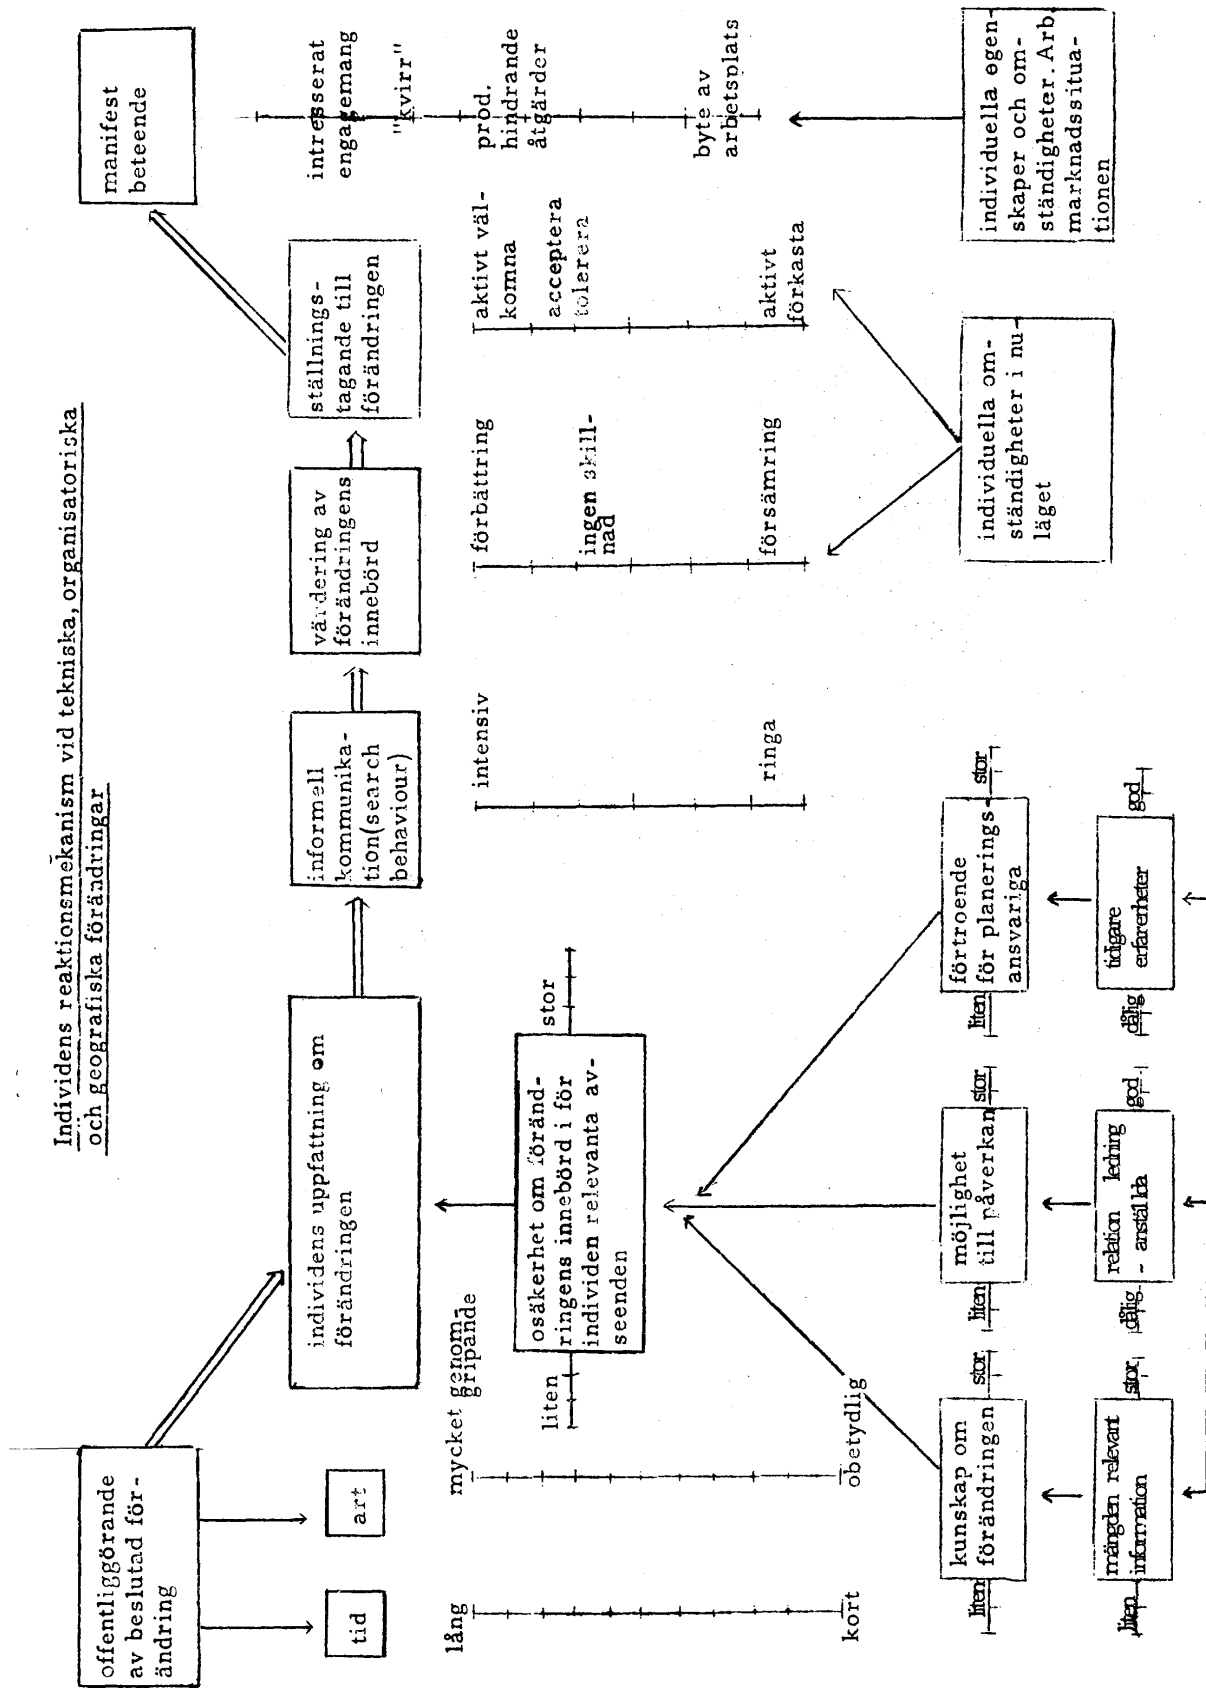 Individens reaktionsmekanism vid tekniska, organisatoriska
och geografiska förändringar
offentliggörande
av beslutad för-
ändring
tid
art
lång
kort
mycket genom-
gripande
obetydlig
individens uppfattning om
förändringen
informell
kommunika-
tion(search
behaviour)
värdering av
förändringens
innebörd
ställnings-
tagande till
förändringen
manifest
beteende
liten
osäkerhet om föränd-
ringens innebörd i för
individen relevanta av-
seenden
stor
intensiv
ringa
förbättring
ingen skill-
nad
försämring
aktivt väl-
komna
acceptera
tolerera
aktivt
förkasta
intresserat
engagemang
"kvirr"
prod.
hindrande
åtgärder
byte av
arbetsplats
liten
kunskap om
förändringen
stor
liten
möjlighet
till påverkan
stor
liten
förtroende
för planerings-
ansvariga
stor
individuella om-
ständigheter i nu-
läget
individuella egen-
skaper och om-
ständigheter. Arb.
marknadssitua-
tionen
liten
mängden relevant
information
stor
dålig
relation ledning
- anställda
god
dålig
tidigare
erfarenheter
god